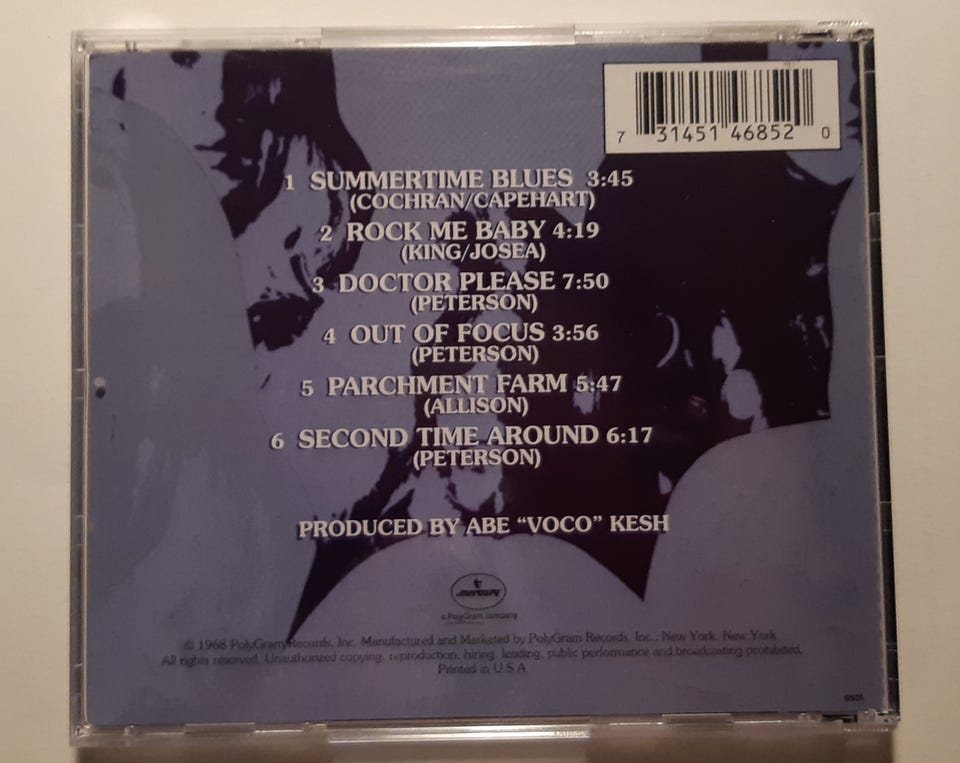 7 31451 46852 0
1 SUMMERTIME BLUES 3:45
(COCHRAN/CAPEHART)
2 ROCK ME BABY 4:19
(KING/JOSEA)
3 DOCTOR PLEASE 7:50
(PETERSON)
4 OUT OF FOCUS 3:56
(PETERSON)
5 PARCHMENT FARM 5:47
(ALLISON)
6 SECOND TIME AROUND 6:17
(PETERSON)
PRODUCED BY ABE “VOCO” KESH
mercury
a PolyGram company
© 1968 PolyGram Records, Inc. Manufactured and Marketed by PolyGram Records, Inc., New York, New York
All rights reserved. Unauthorized copying, reproduction, hiring, lending, public performance and broadcasting prohibited.
Printed in U.S.A